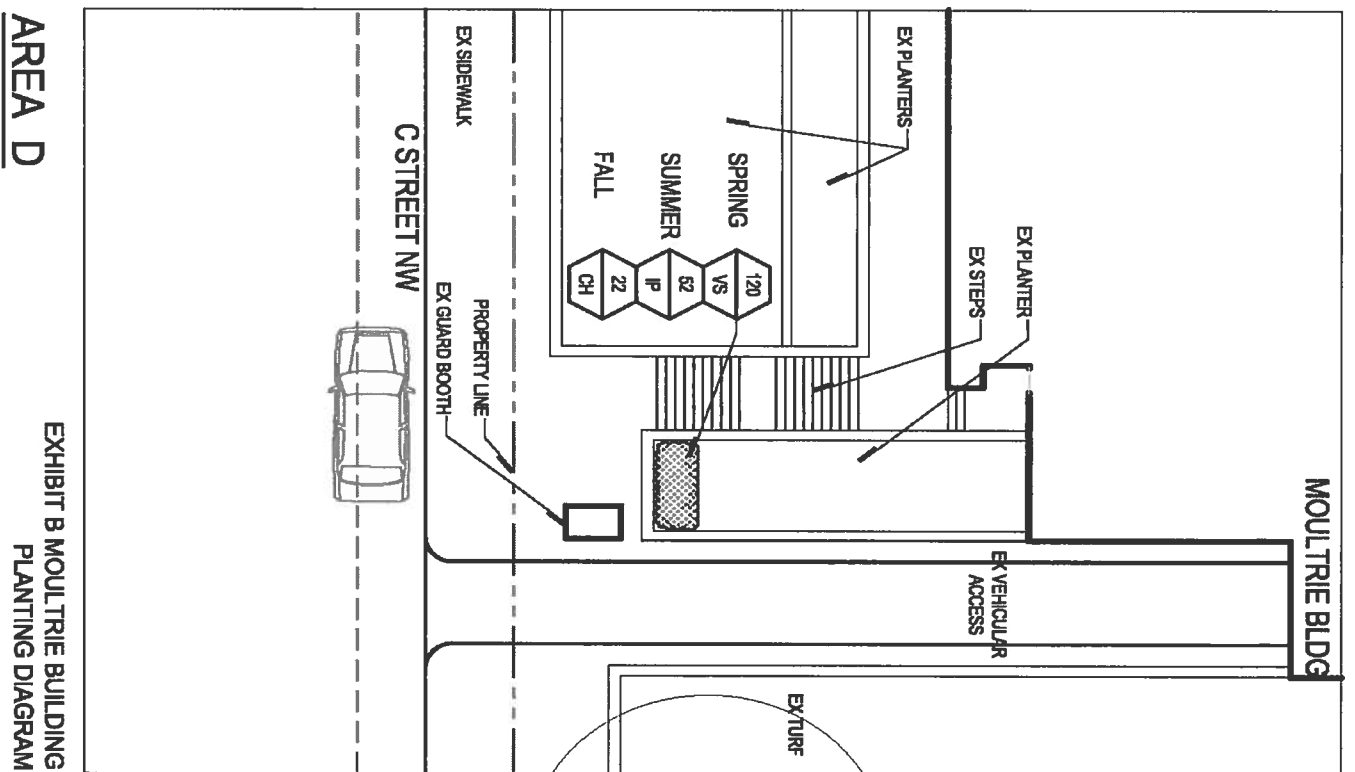 MOULTRIE BLDG
EX PLANTERS
EX PLANTER
EX STEPS
EX VEHICULAR
ACCESS
EX TURF
SPRING
SUMMER
FALL
120
VS
52
IP
22
CH
EX SIDEWALK
PROPERTY LINE
EX GUARD BOOTH
C STREET NW
AREA D
EXHIBIT B MOULTRIE BUILDING
PLANTING DIAGRAM